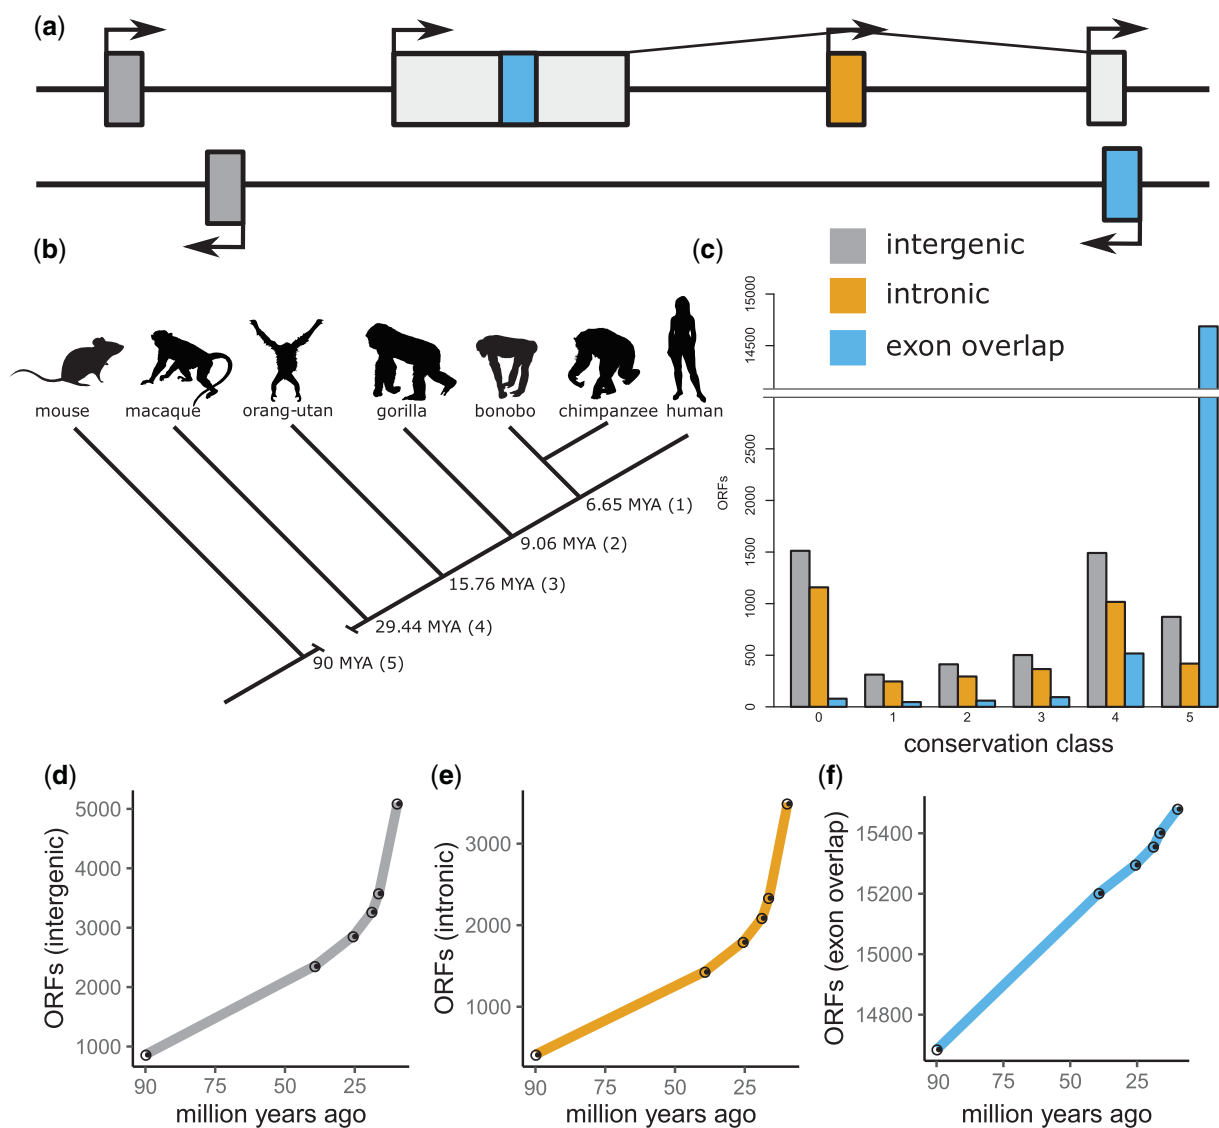 (a)
(b)
(c)
intergenic
intronic
exon overlap
mouse macaque orang-utan gorilla bonobo chimpanzee human
6.65 MYA (1)
9.06 MYA (2)
15.76 MYA (3)
29.44 MYA (4)
90 MYA (5)
15000
14500
2500
2000
1500
1000
500
0
ORFs
0 1 2 3 4 5
conservation class
(d)
5000
4000
3000
2000
1000
ORFs (intergenic)
90 75 50 25
million years ago
(e)
3000
2000
1000
ORFs (intronic)
90 75 50 25
million years ago
(f)
15400
15200
15000
14800
ORFs (exon overlap)
90 75 50 25
million years ago